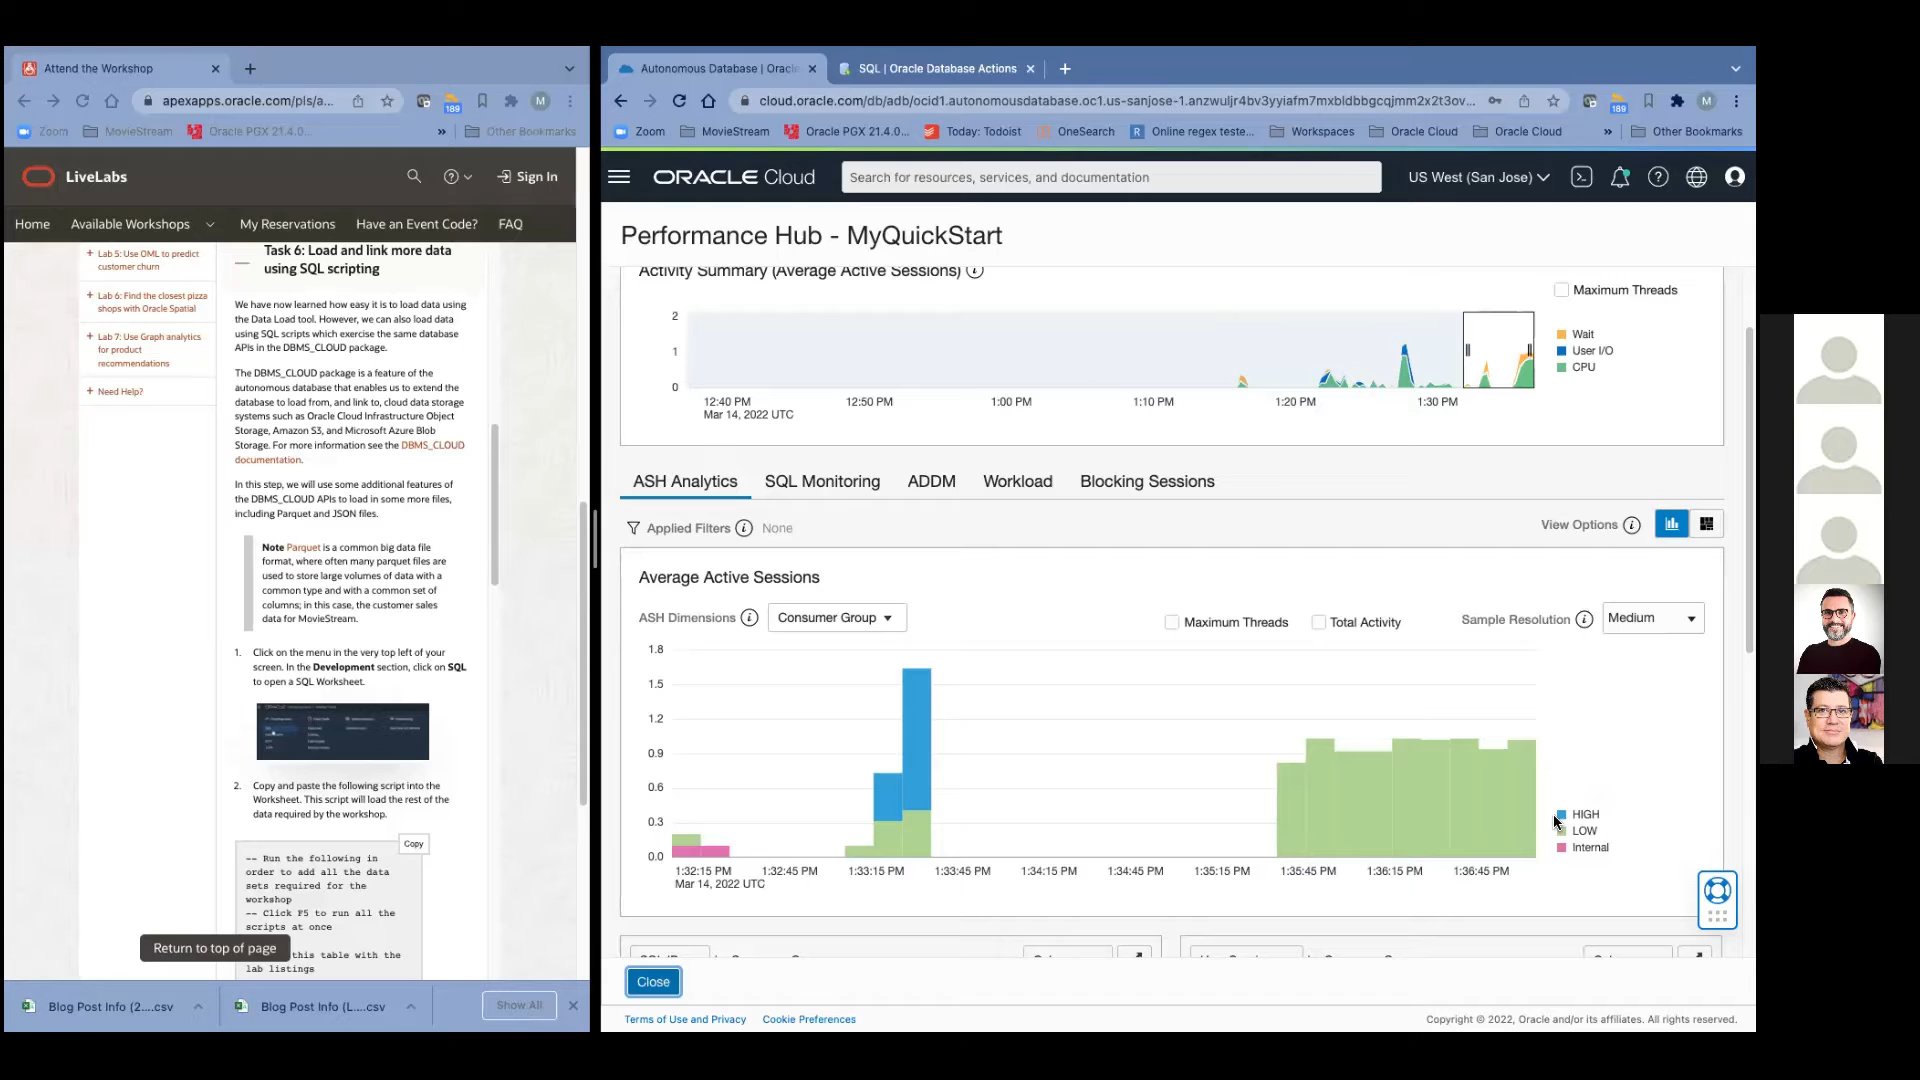 Attend the Workshop
apexapps.oracle.com/pls/a...
189
M
Zoom
MovieStream
Oracle PGX 21.4.0...
»
Other Bookmarks
LiveLabs
Sign In
Home
Available Workshops
My Reservations
Have an Event Code?
FAQ
+ Lab 5: Use OML to predict
customer churn
+ Lab 6: Find the closest pizza
shops with Oracle Spatial
+ Lab 7: Use Graph analytics
for product
recommendations
+ Need Help?
Task 6: Load and link more data
using SQL scripting
We have now learned how easy it is to load data using
the Data Load tool. However, we can also load data
using SQL scripts which exercise the same database
APIs in the DBMS_CLOUD package.
The DBMS_CLOUD package is a feature of the
autonomous database that enables us to extend the
database to load from, and link to, cloud data storage
systems such as Oracle Cloud Infrastructure Object
Storage, Amazon S3, and Microsoft Azure Blob
Storage. For more information see the DBMS_CLOUD
documentation.
In this step, we will use some additional features of
the DBMS_CLOUD APIs to load in some more files,
including Parquet and JSON files.
Note Parquet is a common big data file
format, where often many parquet files are
used to store large volumes of data with a
common type and with a common set of
columns; in this case, the customer sales
data for MovieStream.
1. Click on the menu in the very top left of your
screen. In the Development section, click on SQL
to open a SQL Worksheet.
2. Copy and paste the following script into the
Worksheet. This script will load the rest of the
data required by the workshop.
Copy
-- Run the following in
order to add all the data
sets required for the
workshop
-- Click F5 to run all the
scripts at once
this table with the
lab listings
Return to top of page
Blog Post Info (2....csv
Blog Post Info (L....csv
Show All
Autonomous Database | Oracle
SQL | Oracle Database Actions
cloud.oracle.com/db/adb/ocid1.autonomousdatabase.oc1.us-sanjose-1.anzwuljr4bv3yyiafm7mxbldbbgcqjmm2x2t3ov...
189
M
Zoom
MovieStream
Oracle PGX 21.4.0...
Today: Todoist
OneSearch
Online regex teste...
Workspaces
Oracle Cloud
Oracle Cloud
»
Other Bookmarks
ORACLE Cloud
Search for resources, services, and documentation
US West (San Jose)
Performance Hub - MyQuickStart
Activity Summary (Average Active Sessions)
Maximum Threads
2
1
0
Wait
User I/O
CPU
12:40 PM
12:50 PM
1:00 PM
1:10 PM
1:20 PM
1:30 PM
Mar 14, 2022 UTC
ASH Analytics
SQL Monitoring
ADDM
Workload
Blocking Sessions
Applied Filters
None
View Options
Average Active Sessions
ASH Dimensions
Consumer Group
Maximum Threads
Total Activity
Sample Resolution
Medium
1.8
1.5
1.2
0.9
0.6
0.3
0.0
HIGH
LOW
Internal
1:32:15 PM
1:32:45 PM
1:33:15 PM
1:33:45 PM
1:34:15 PM
1:34:45 PM
1:35:15 PM
1:35:45 PM
1:36:15 PM
1:36:45 PM
Mar 14, 2022 UTC
Close
Terms of Use and Privacy
Cookie Preferences
Copyright © 2022, Oracle and/or its affiliates. All rights reserved.